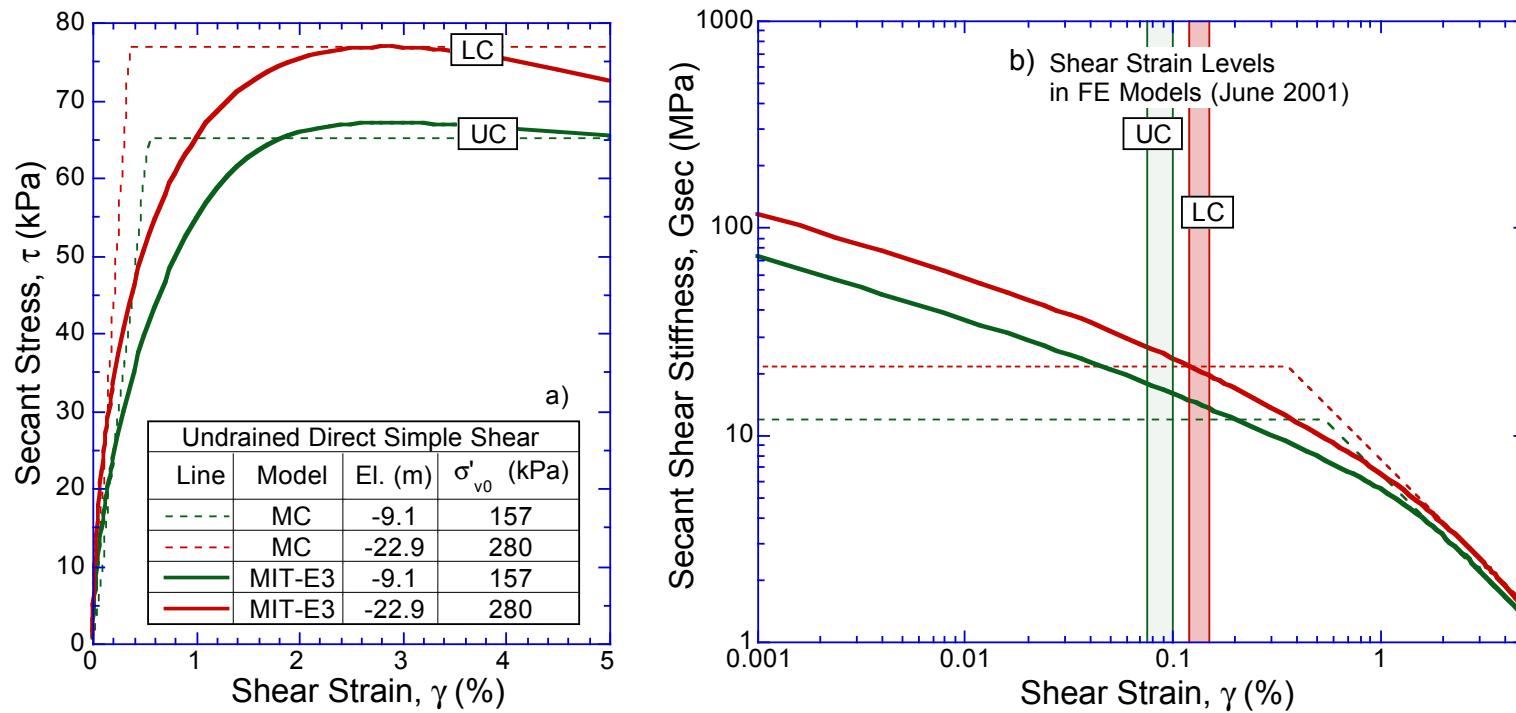 80
70
60
50
40
30
20
10
0
Secant Stress, τ (kPa)
LC
UC
a)
Undrained Direct Simple Shear
Line Model El. (m) σ'v0 (kPa)
MC -9.1 157
MC -22.9 280
MIT-E3 -9.1 157
MIT-E3 -22.9 280
0 1 2 3 4 5
Shear Strain, γ (%)
1000
100
10
1
Secant Shear Stiffness, Gsec (MPa)
b) Shear Strain Levels
in FE Models (June 2001)
UC
LC
0.001 0.01 0.1 1
Shear Strain, γ (%)